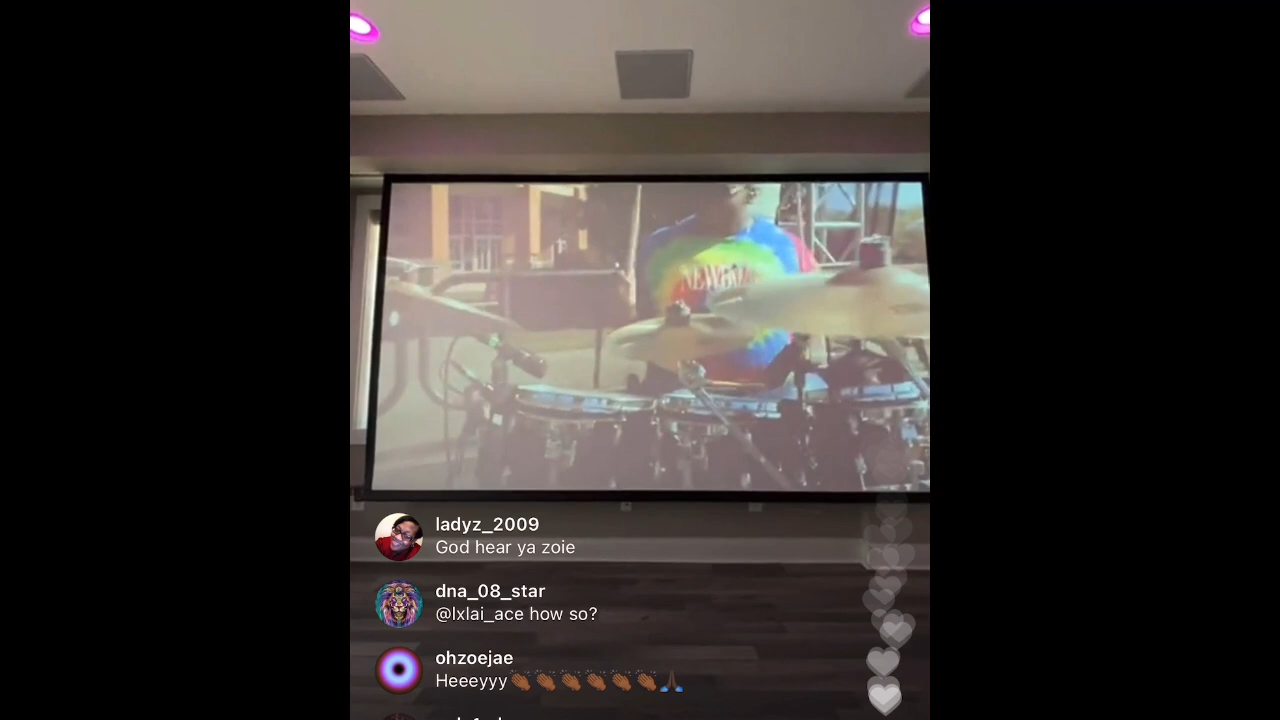 ladyz_2009
God hear ya zoie
dna_08_star
@lxlai_ace how so?
ohzoejae
Heeeyyy👏🏾👏🏾👏🏾👏🏾👏🏾👏🏾🙏🏾